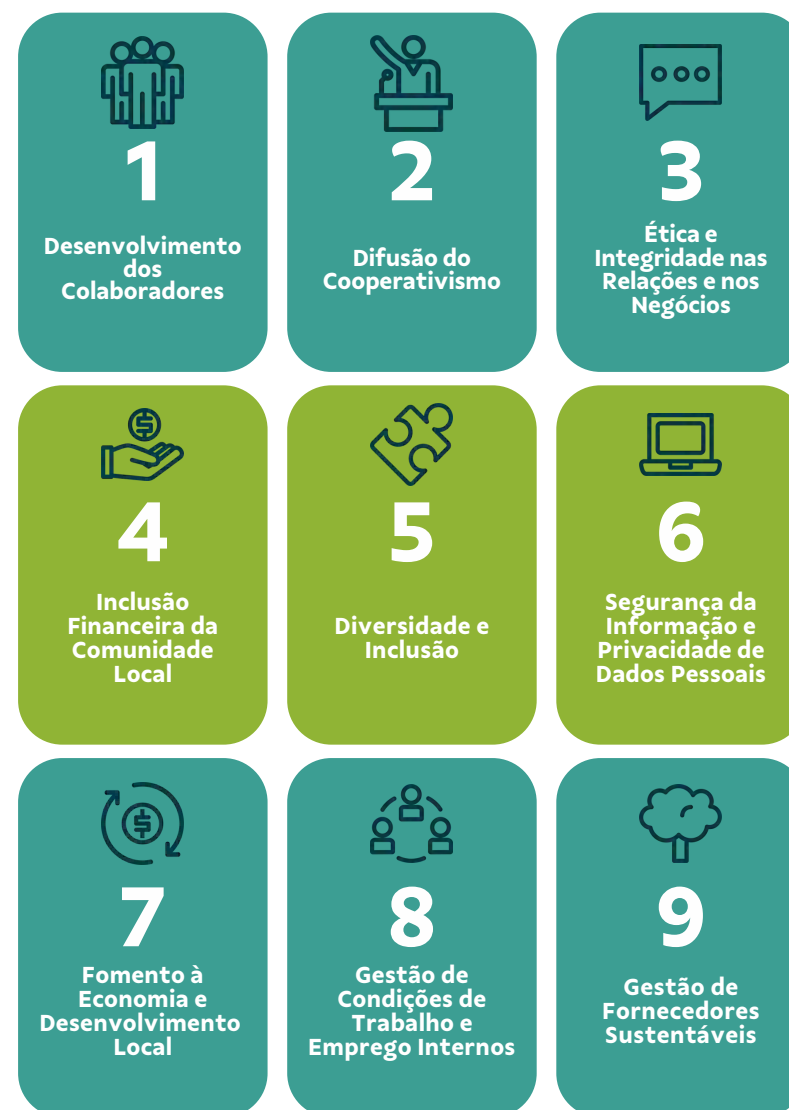 1
Desenvolvimento
dos
Colaboradores
2
Difusão do
Cooperativismo
3
Ética e
Integridade nas
Relações e nos
Negócios
4
Inclusão
Financeira da
Comunidade
Local
5
Diversidade e
Inclusão
6
Segurança da
Informação e
Privacidade de
Dados Pessoais
7
Fomento à
Economia e
Desenvolvimento
Local
8
Gestão de
Condições de
Trabalho e
Emprego Internos
9
Gestão de
Fornecedores
Sustentáveis